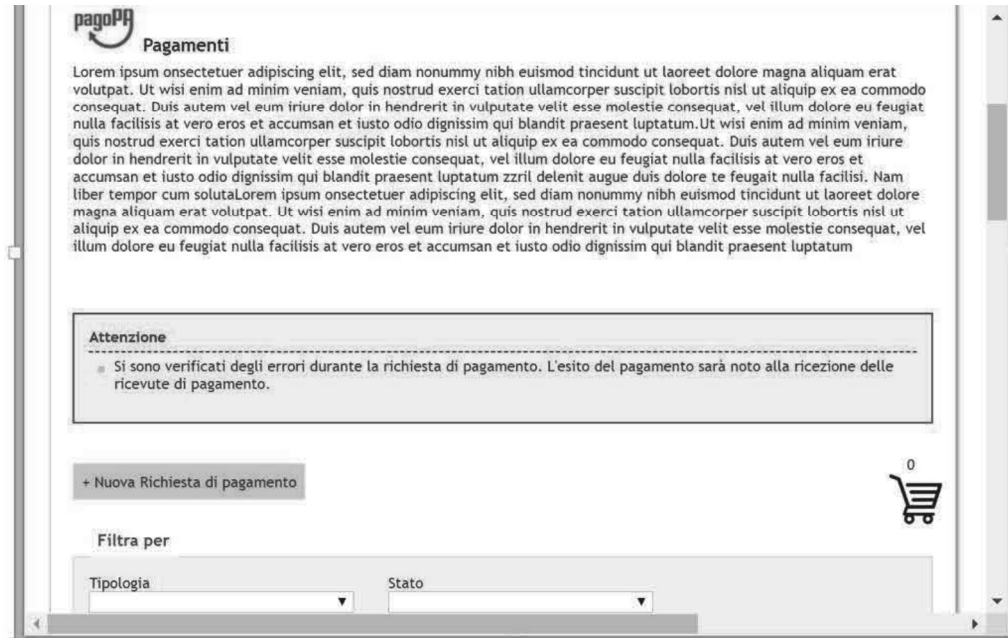 pagoPA
Pagamenti
Lorem ipsum onsectetuer adipiscing elit, sed diam nonummy nibh euismod tincidunt ut laoreet dolore magna aliquam erat
volutpat. Ut wisi enim ad minim veniam, quis nostrud exerci tation ullamcorper suscipit lobortis nisl ut aliquip ex ea commodo
consequat. Duis autem vel eum iriure dolor in hendrerit in vulputate velit esse molestie consequat, vel illum dolore eu feugiat
nulla facilisis at vero eros et accumsan et iusto odio dignissim qui blandit praesent luptatum.Ut wisi enim ad minim veniam,
quis nostrud exerci tation ullamcorper suscipit lobortis nisl ut aliquip ex ea commodo consequat. Duis autem vel eum iriure
dolor in hendrerit in vulputate velit esse molestie consequat, vel illum dolore eu feugiat nulla facilisis at vero eros et
accumsan et iusto odio dignissim qui blandit praesent luptatum zzril delenit augue duis dolore te feugait nulla facilisi. Nam
liber tempor cum solutaLorem ipsum onsectetuer adipiscing elit, sed diam nonummy nibh euismod tincidunt ut laoreet dolore
magna aliquam erat volutpat. Ut wisi enim ad minim veniam, quis nostrud exerci tation ullamcorper suscipit lobortis nisl ut
aliquip ex ea commodo consequat. Duis autem vel eum iriure dolor in hendrerit in vulputate velit esse molestie consequat, vel
illum dolore eu feugiat nulla facilisis at vero eros et accumsan et iusto odio dignissim qui blandit praesent luptatum
Attenzione
Si sono verificati degli errori durante la richiesta di pagamento. L'esito del pagamento sarà noto alla ricezione delle
ricevute di pagamento.
0
+ Nuova Richiesta di pagamento
Filtra per
Tipologia Stato